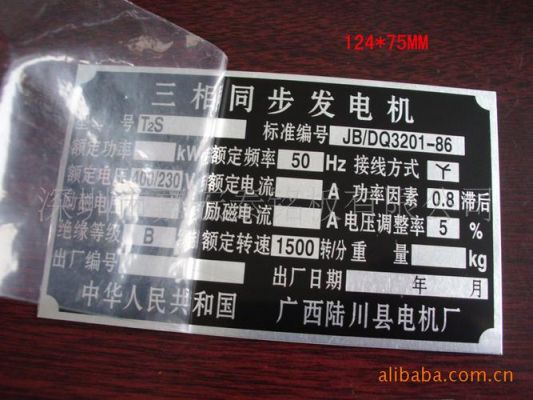 124*75MM
三相同步发电机
型 号 T₂S 标准编号 JB/DQ3201-86
额定功率 kW 额定频率 50 Hz 接线方式 Y
额定电压 400/230 V 额定电流 A 功率因素 0.8 滞后
励磁电压 励磁电流 A 电压调整率 5 %
绝缘等级 B 额定转速 1500 转/分 重 量 kg
出厂编号 出厂日期 年 月
中华人民共和国 广西陆川县电机厂
alibaba.com.cn